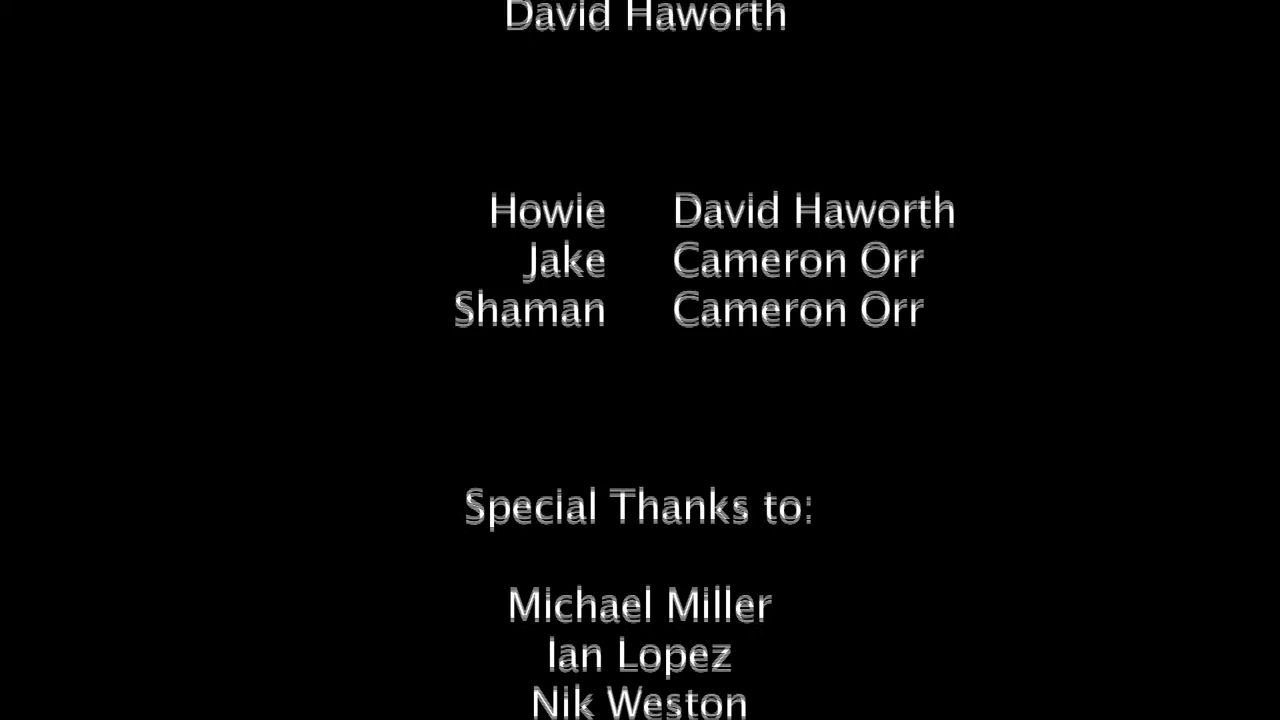 David Haworth
Howie David Haworth
Jake Cameron Orr
Shaman Cameron Orr
Special Thanks to:
Michael Miller
Ian Lopez
Nik Weston